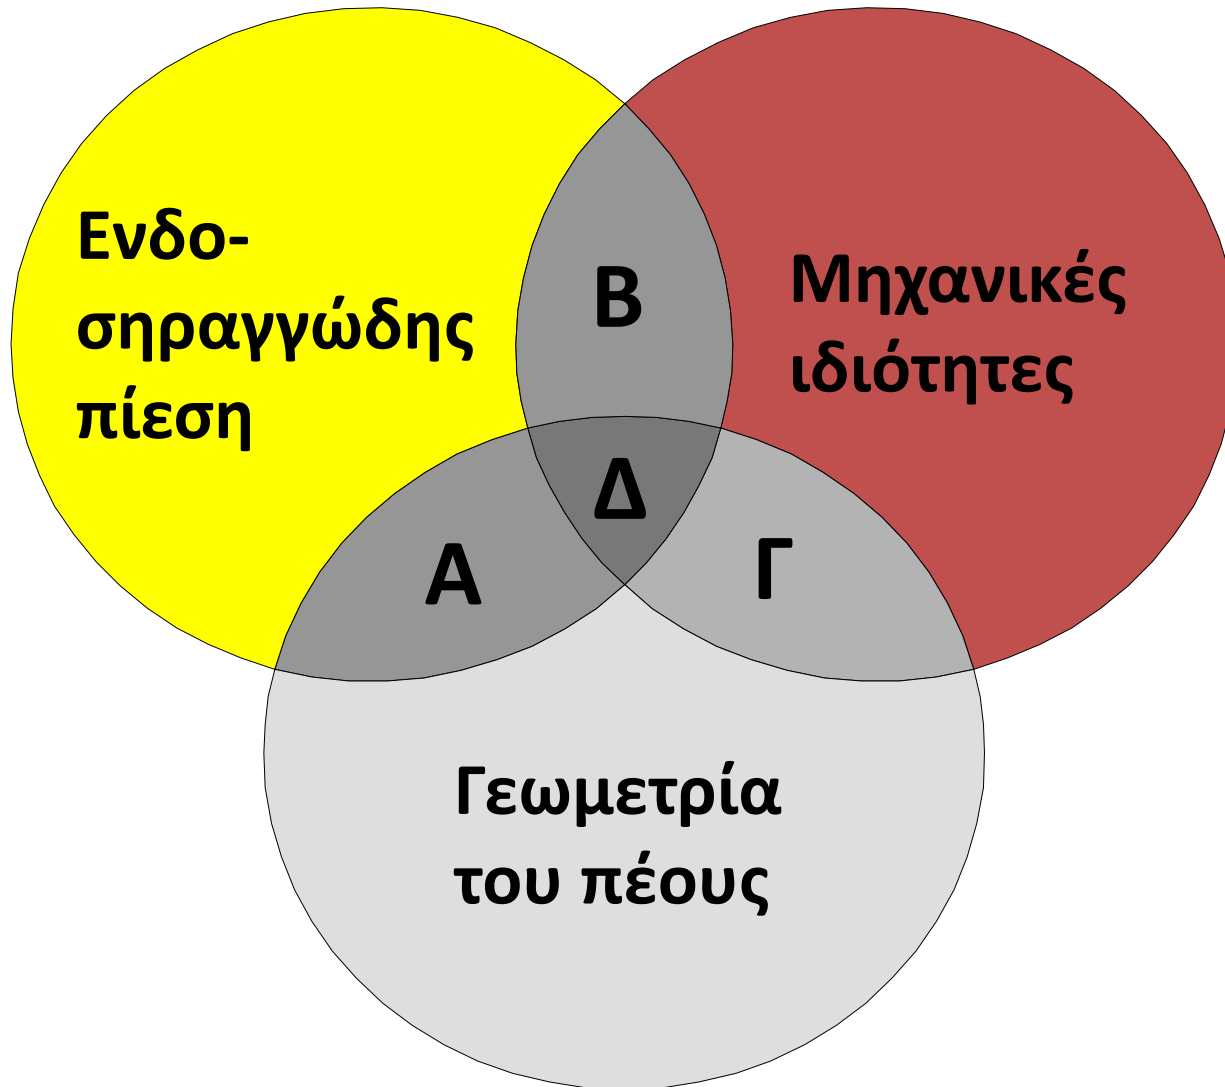 Ενδο-
σηραγγώδης
πίεση
Β
Μηχανικές
ιδιότητες
Δ
Α
Γ
Γεωμετρία
του πέους